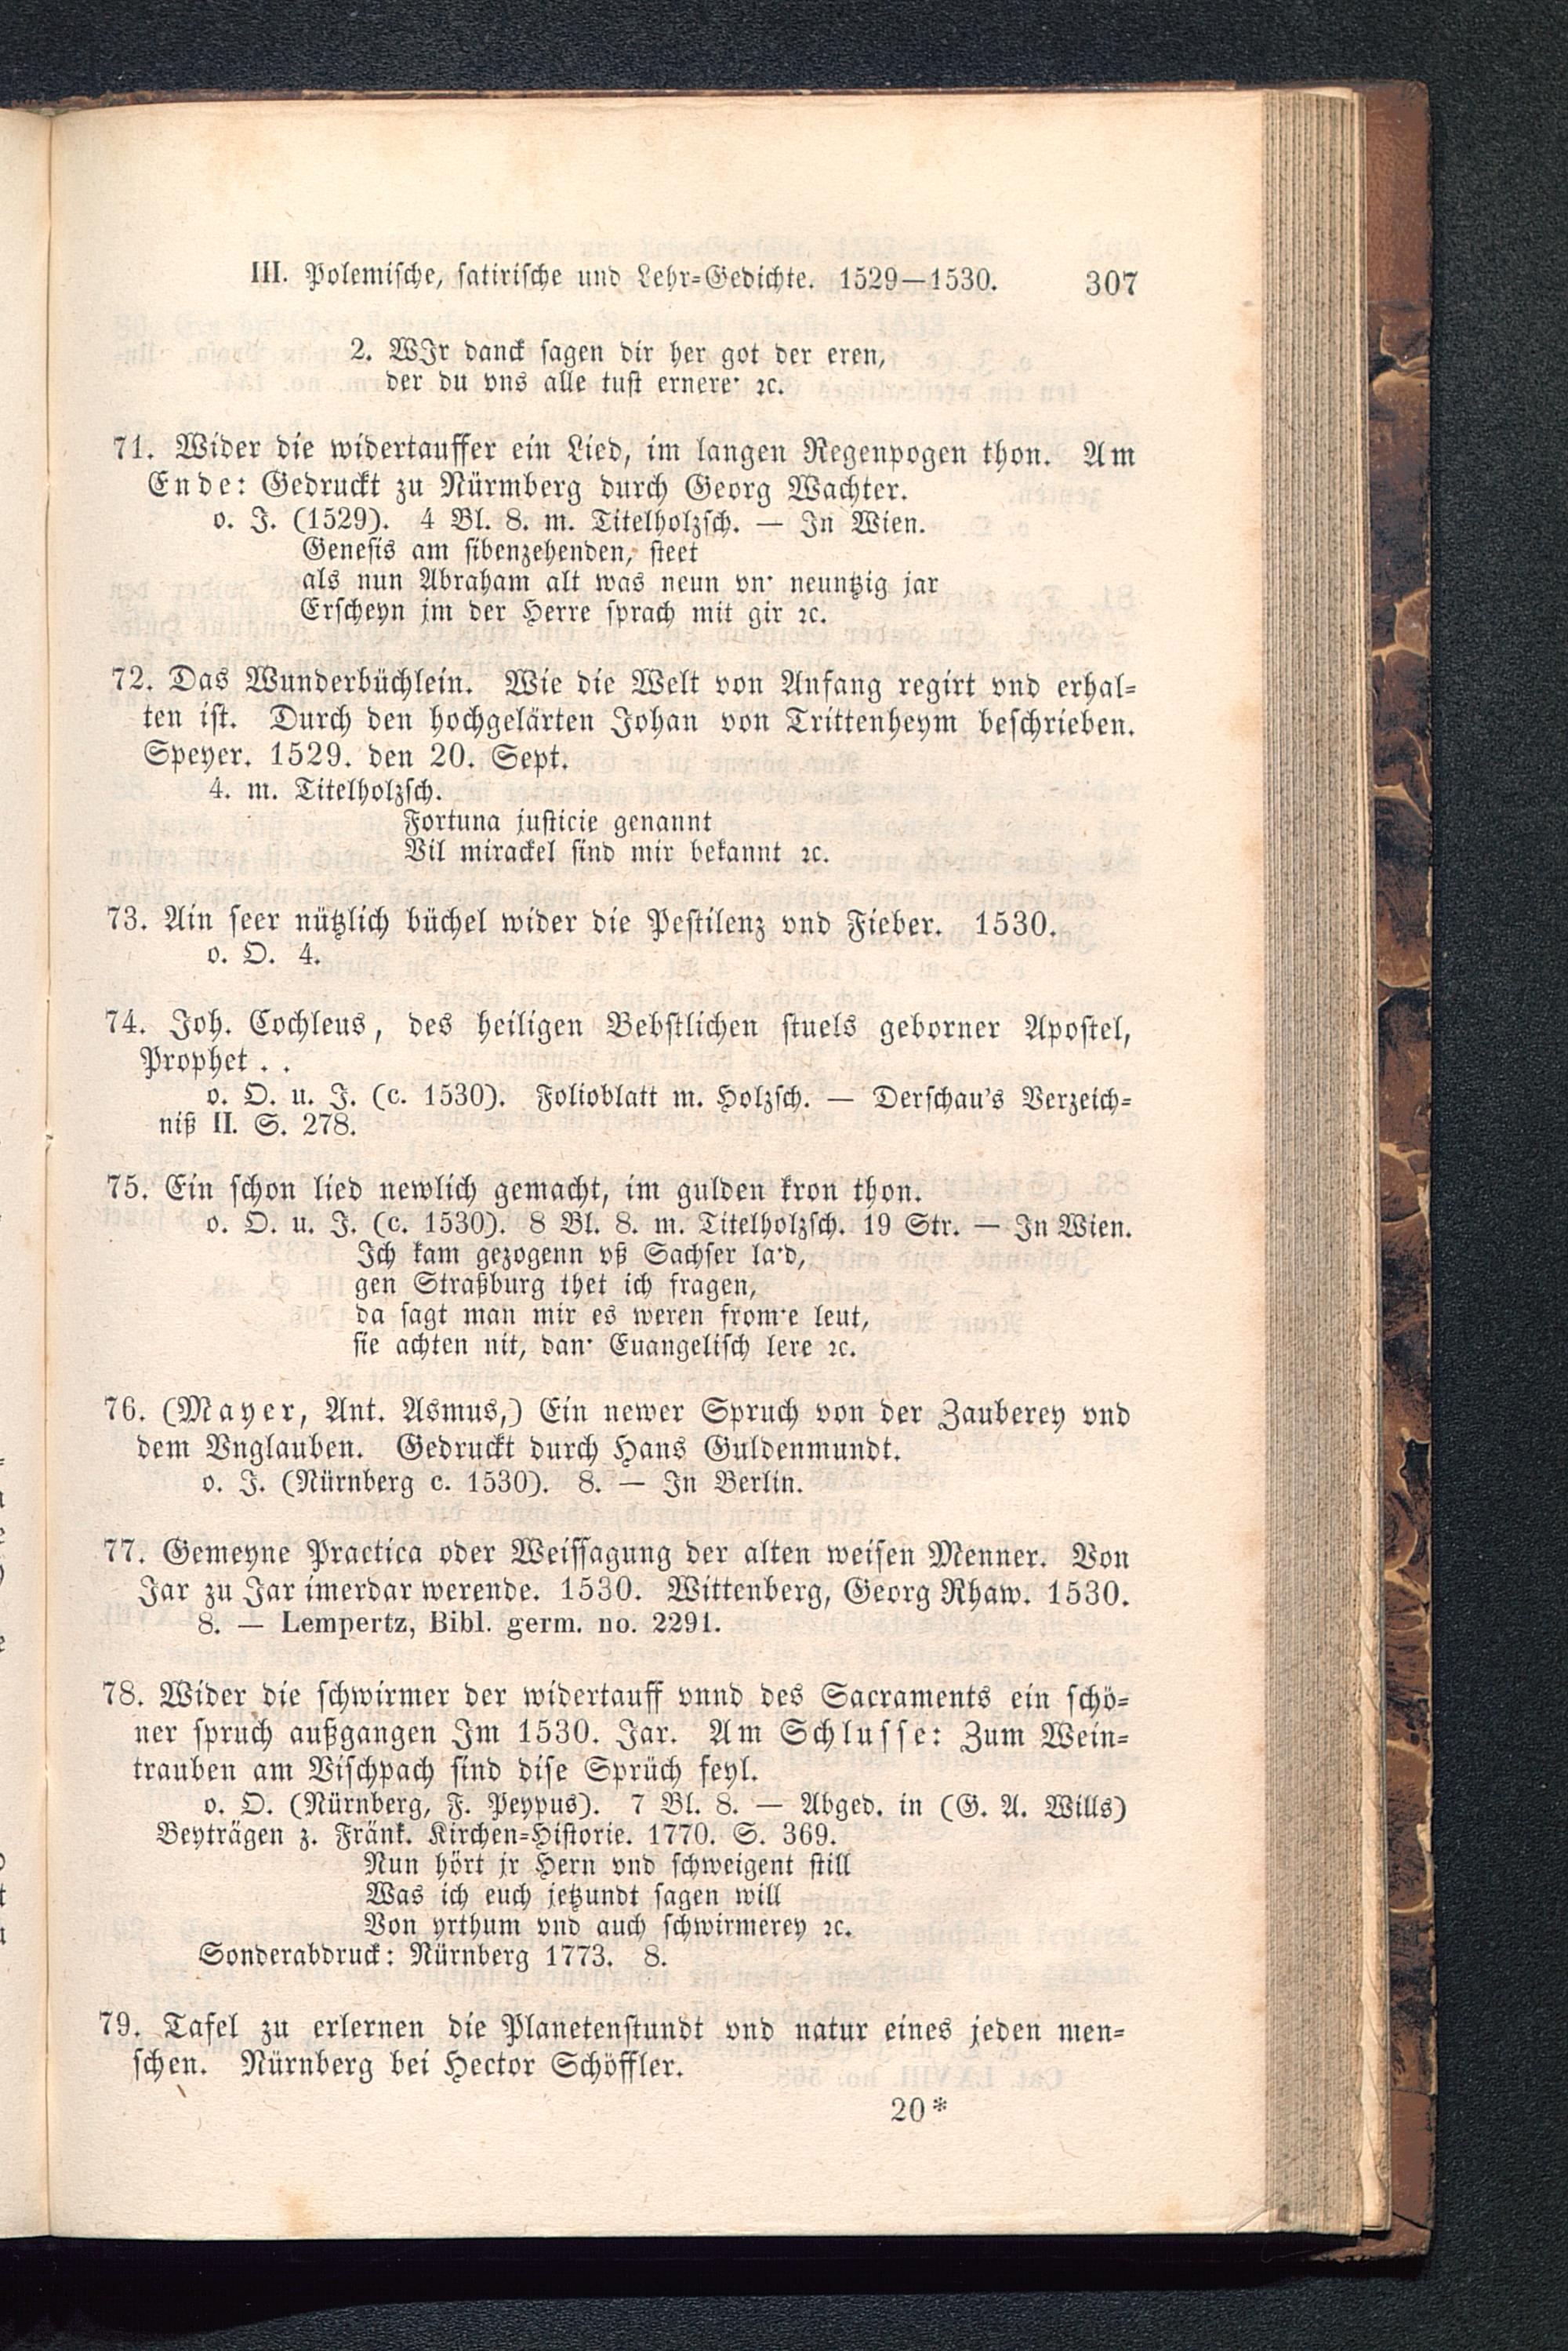 III. Polemische, satirische und Lehr-Gedichte. 1529—1530. 307
2. WJr danck sagen dir her got der eren,
der du vns alle tust ernere· ꝛc.
71. Wider die widertauffer ein Lied, im langen Regenpogen thon. Am
Ende: Gedruckt zu Nürmberg durch Georg Wachter.
o. J. (1529). 4 Bl. 8. m. Titelholzsch. — In Wien.
Genesis am sibenzehenden, steet
als nun Abraham alt was neun vn· neuntzig jar
Erscheyn jm der Herre sprach mit gir ꝛc.
72. Das Wunderbüchlein. Wie die Welt von Anfang regirt vnd erhal-
ten ist. Durch den hochgelärten Johan von Trittenheym beschrieben.
Speyer. 1529. den 20. Sept.
4. m. Titelholzsch.
Fortuna justicie genannt
Vil mirackel sind mir bekannt ꝛc.
73. Ain seer nützlich büchel wider die Pestilenz vnd Fieber. 1530.
o. O. 4.
74. Joh. Cochleus, des heiligen Bebstlichen stuels geborner Apostel,
Prophet . .
o. O. u. J. (c. 1530). Folioblatt m. Holzsch. — Derschau's Verzeich-
niß II. S. 278.
75. Ein schon lied newlich gemacht, im gulden kron thon.
o. O. u. J. (c. 1530). 8 Bl. 8. m. Titelholzsch. 19 Str. — In Wien.
Ich kam gezogenn vß Sachser la·d,
gen Straßburg thet ich fragen,
da sagt man mir es weren from·e leut,
sie achten nit, dan· Euangelisch lere ꝛc.
76. (Mayer, Ant. Asmus,) Ein newer Spruch von der Zauberey vnd
dem Vnglauben. Gedruckt durch Hans Guldenmundt.
o. J. (Nürnberg c. 1530). 8. — In Berlin.
77. Gemeyne Practica oder Weissagung der alten weisen Menner. Von
Jar zu Jar imerdar werende. 1530. Wittenberg, Georg Rhaw. 1530.
8. — Lempertz, Bibl. germ. no. 2291.
78. Wider die schwirmer der widertauff vnnd des Sacraments ein schö-
ner spruch außgangen Im 1530. Jar. Am Schlusse: Zum Wein-
trauben am Vischpach sind dise Sprüch feyl.
o. O. (Nürnberg, F. Peypus). 7 Bl. 8. — Abged. in (G. A. Wills)
Beyträgen z. Fränk. Kirchen-Historie. 1770. S. 369.
Nun hört jr Hern vnd schweigent still
Was ich euch jetzundt sagen will
Von yrthum vnd auch schwirmerey ꝛc.
Sonderabdruck: Nürnberg 1773. 8.
79. Tafel zu erlernen die Planetenstundt vnd natur eines jeden men-
schen. Nürnberg bei Hector Schöffler.
20*